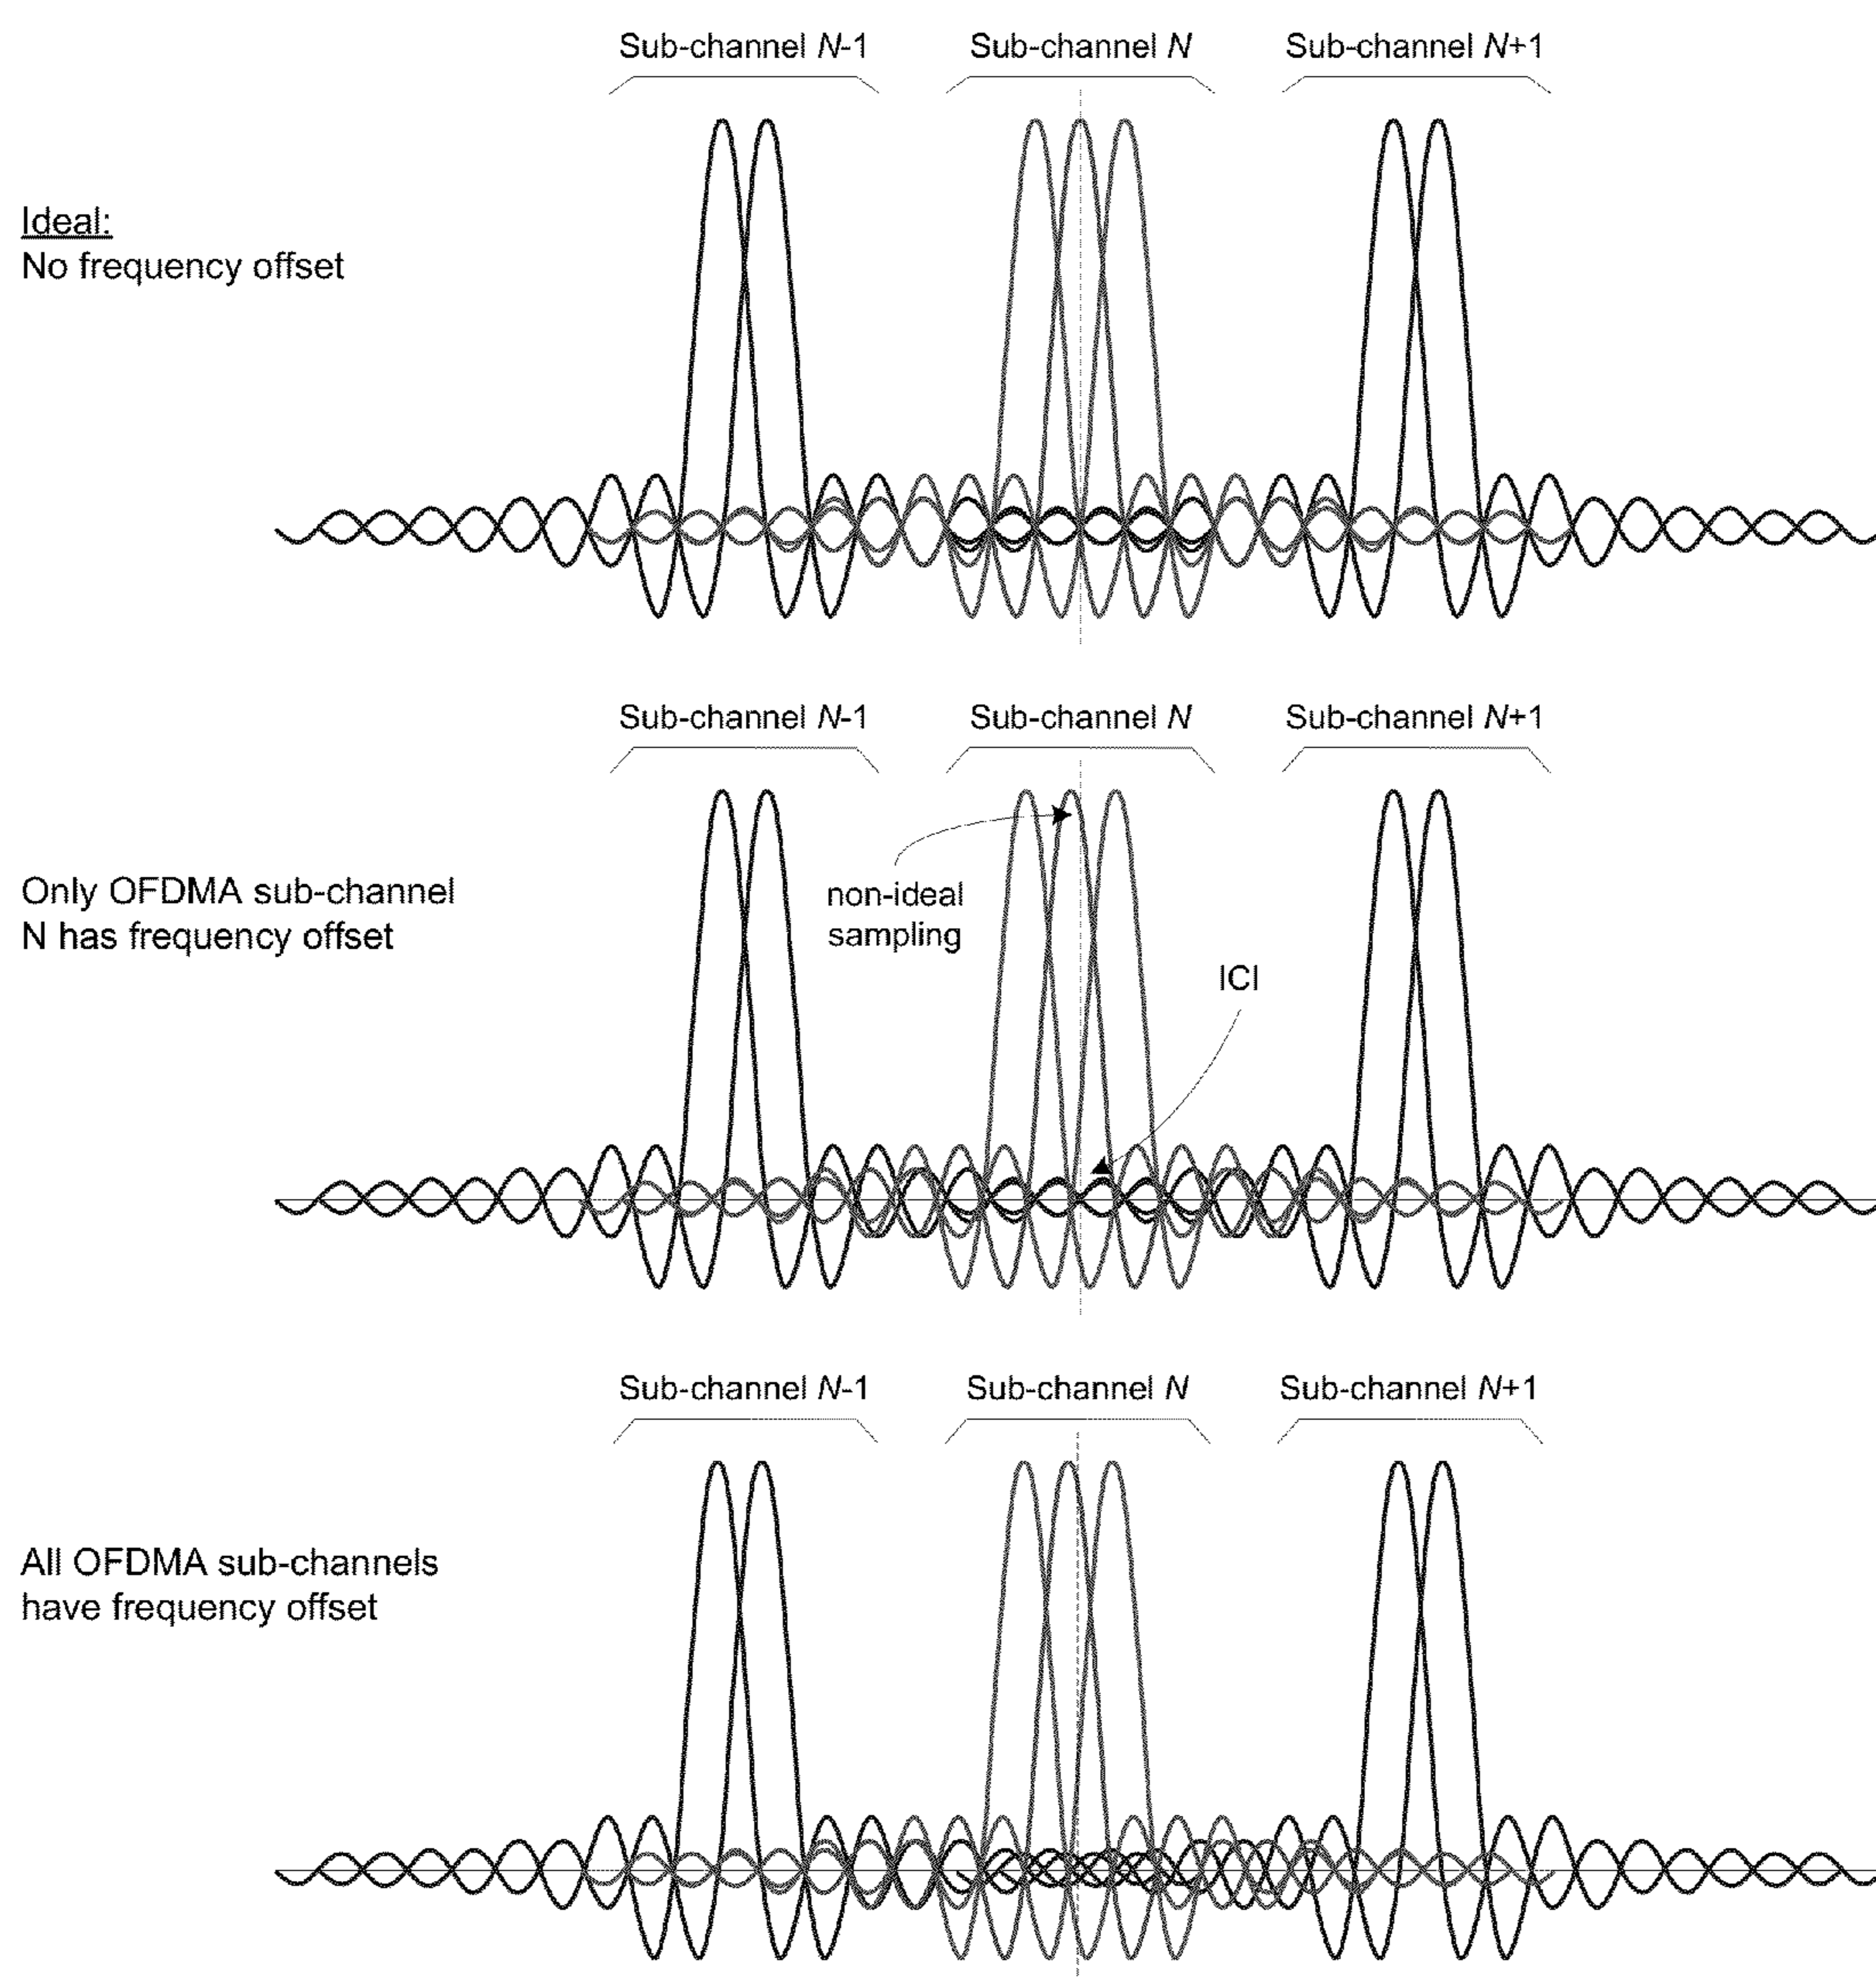 Sub-channel N-1
Sub-channel N
Sub-channel N+1
Ideal:
No frequency offset
Sub-channel N-1
Sub-channel N
Sub-channel N+1
Only OFDMA sub-channel
N has frequency offset
non-ideal
sampling
ICI
Sub-channel N-1
Sub-channel N
Sub-channel N+1
All OFDMA sub-channels
have frequency offset